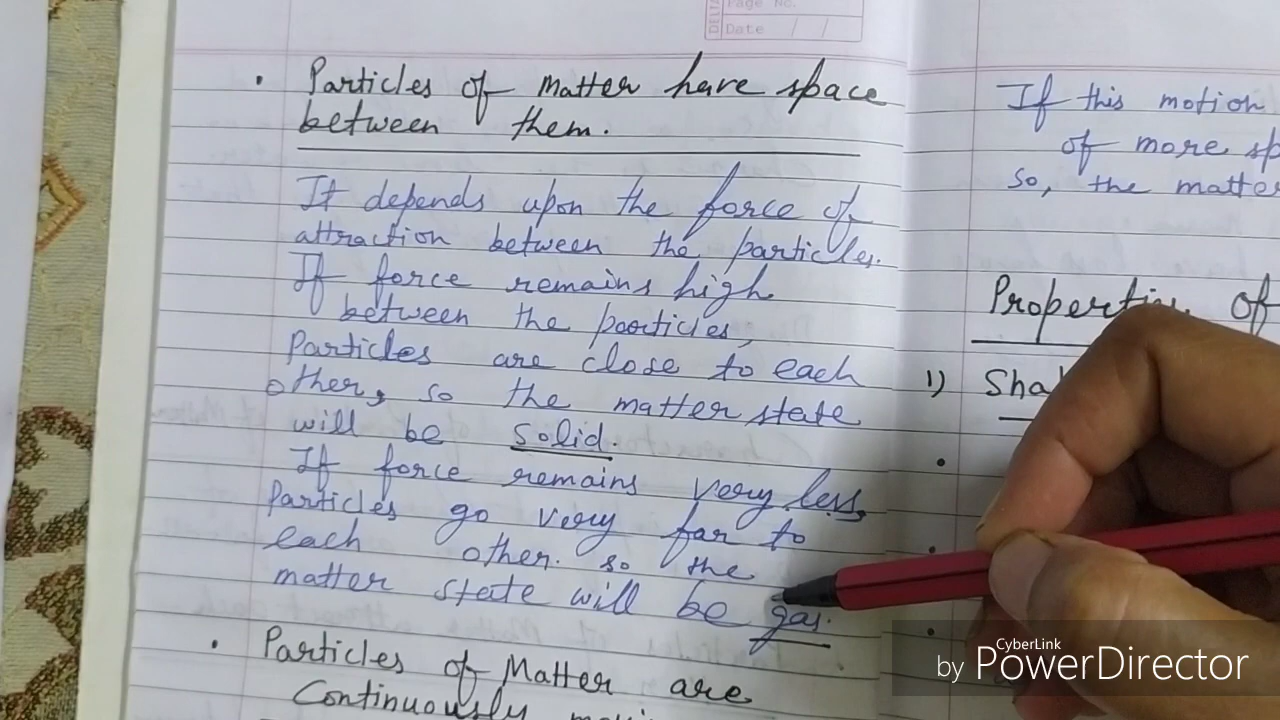 DELTA
Page No.
Date / /
• Particles of Matter have space
between them.
It depends upon the force of
attraction between the particles.
If force remains high
between the particles,
Particles are close to each
other, so the matter state
will be solid.
If force remains very less,
Particles go very far to
each other. so the
matter state will be gas.
• Particles of Matter are
Continuously
If this motion
of more sp
so, the matter
Properties of
1) Sha
CyberLink
by PowerDirector